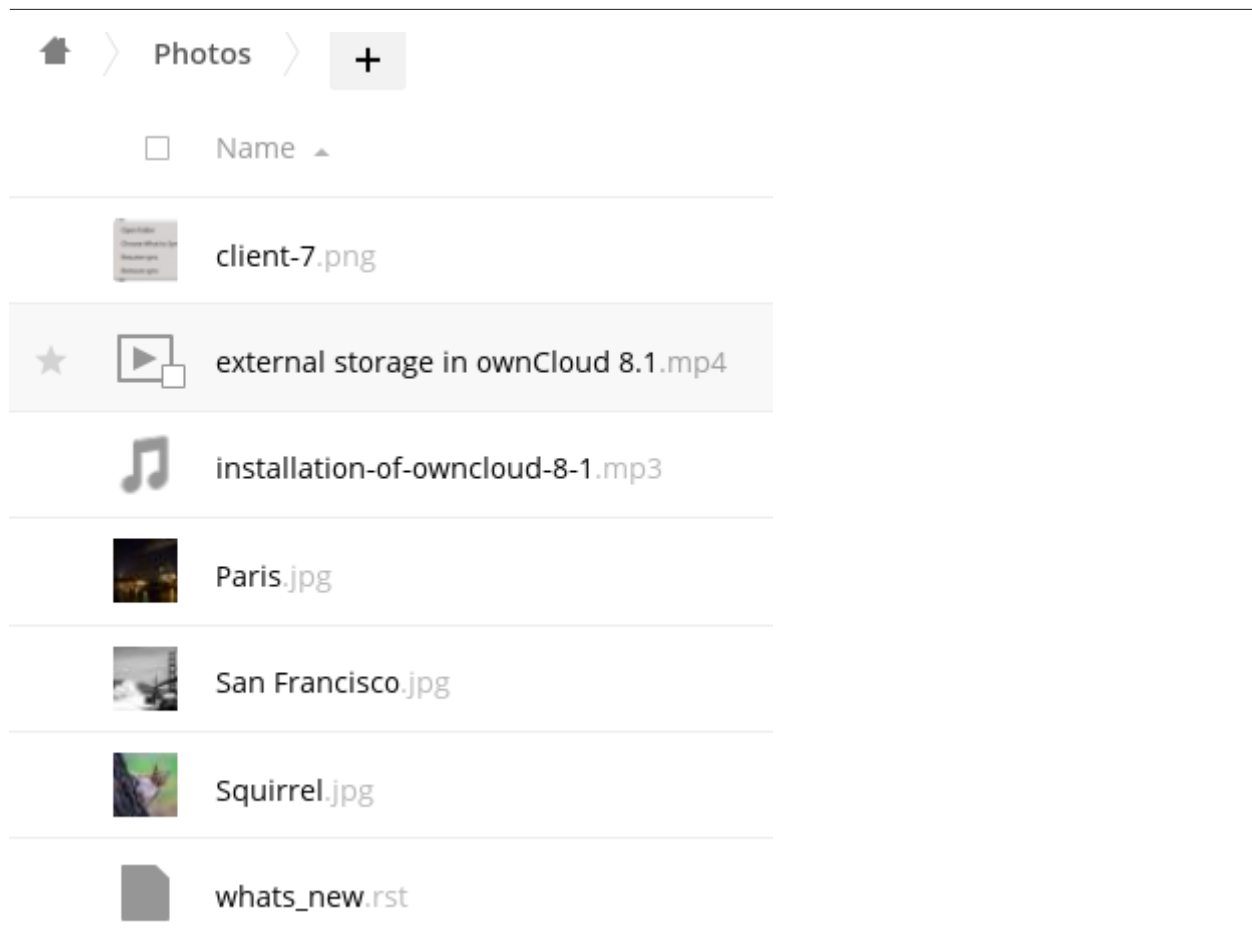 Photos +
Name
client-7.png
external storage in ownCloud 8.1.mp4
installation-of-owncloud-8-1.mp3
Paris.jpg
San Francisco.jpg
Squirrel.jpg
whats_new.rst